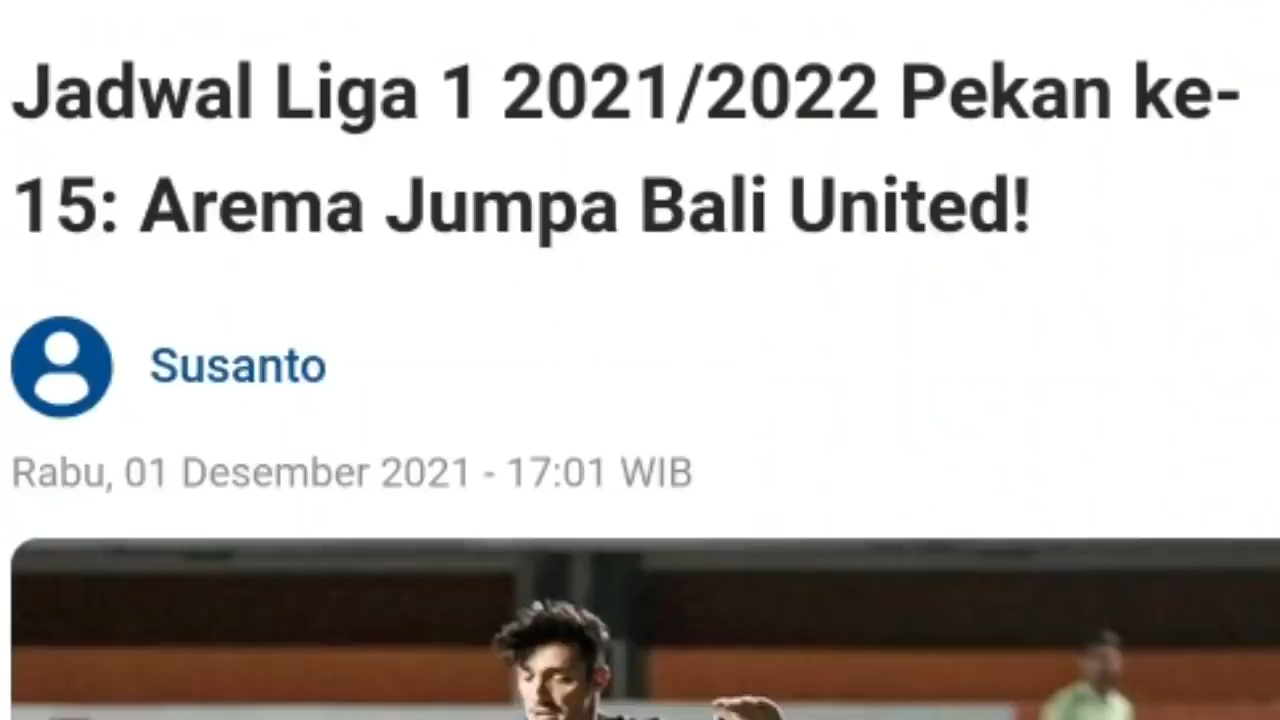 Jadwal Liga 1 2021/2022 Pekan ke-
15: Arema Jumpa Bali United!
Susanto
Rabu, 01 Desember 2021 - 17:01 WIB